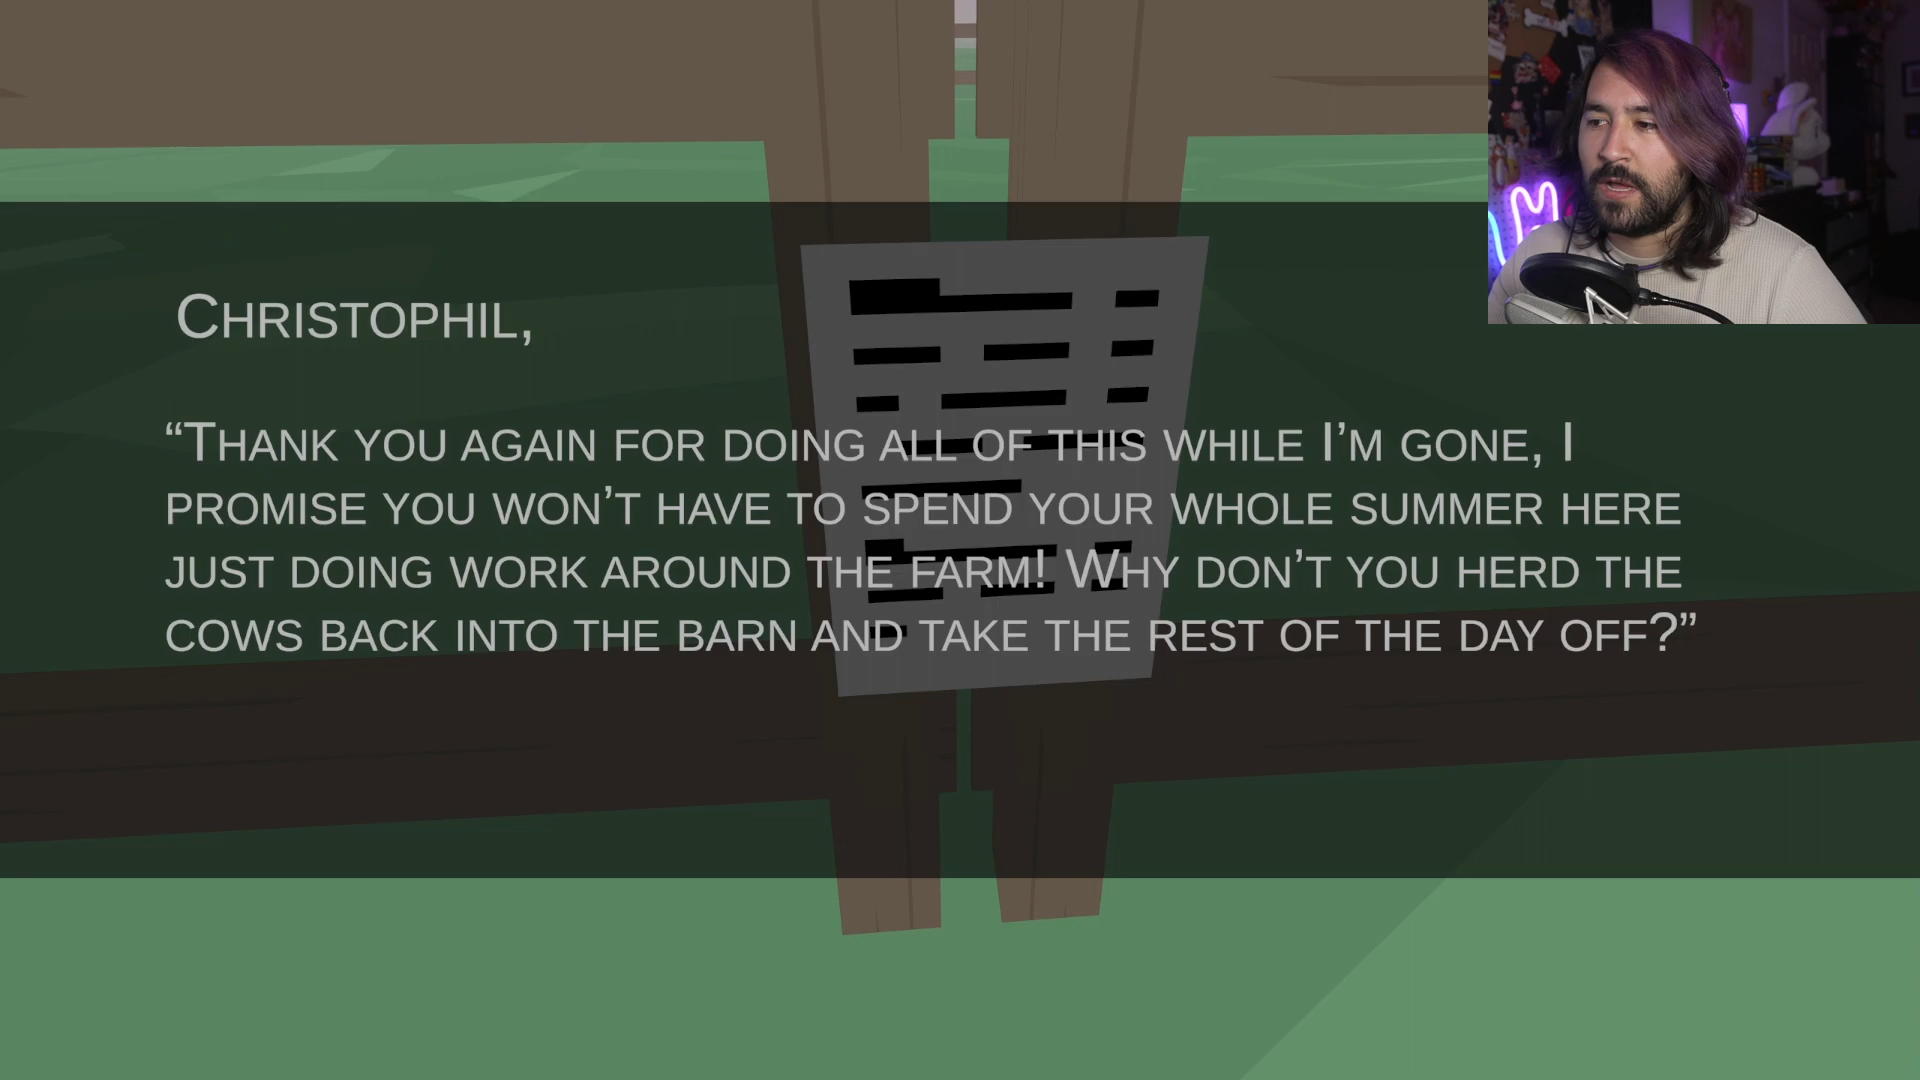 Christophil,
“Thank you again for doing all of this while I’m gone, I
promise you won’t have to spend your whole summer here
just doing work around the farm! Why don’t you herd the
cows back into the barn and take the rest of the day off?”